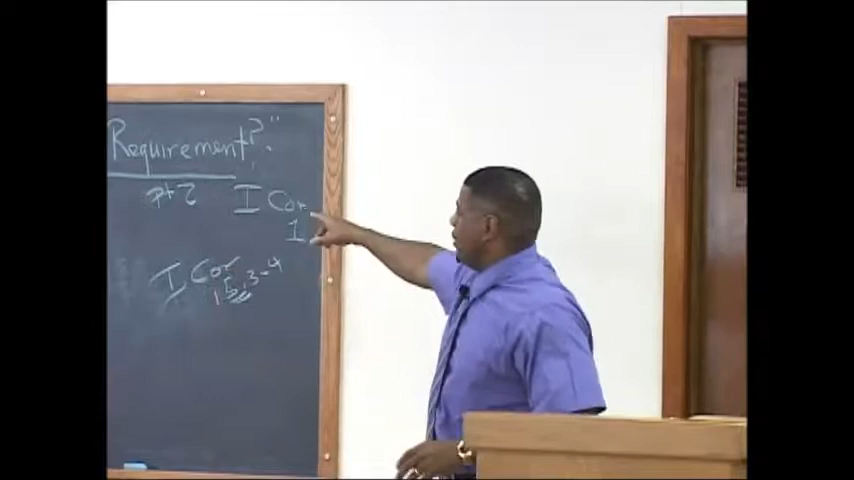 Requirement?"
pt 2 I Cor
1
I Cor
15,3-4